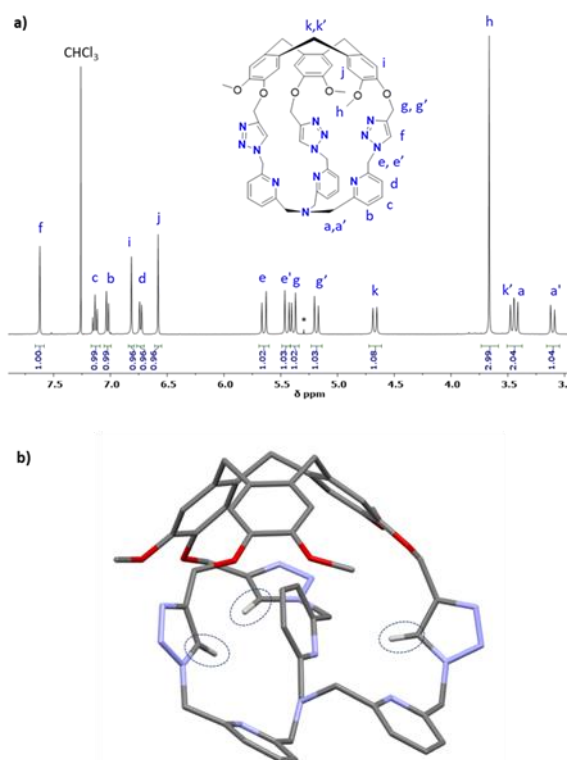 a)
k,k'
h
CHCl3
i
j
O O O O O
h
g, g'
N N N N N N N N N
f
e, e'
N N N
d
c
N
b
a,a'
f c b i d j e e' g g' k k' a a'
*
1.00 0.99 0.99 0.96 0.96 0.96 1.02 1.03 1.02 1.03 1.08 2.99 2.04 1.04
7.5 7.0 6.5 6.0 5.5 5.0 4.5 4.0 3.5
δ ppm
b)